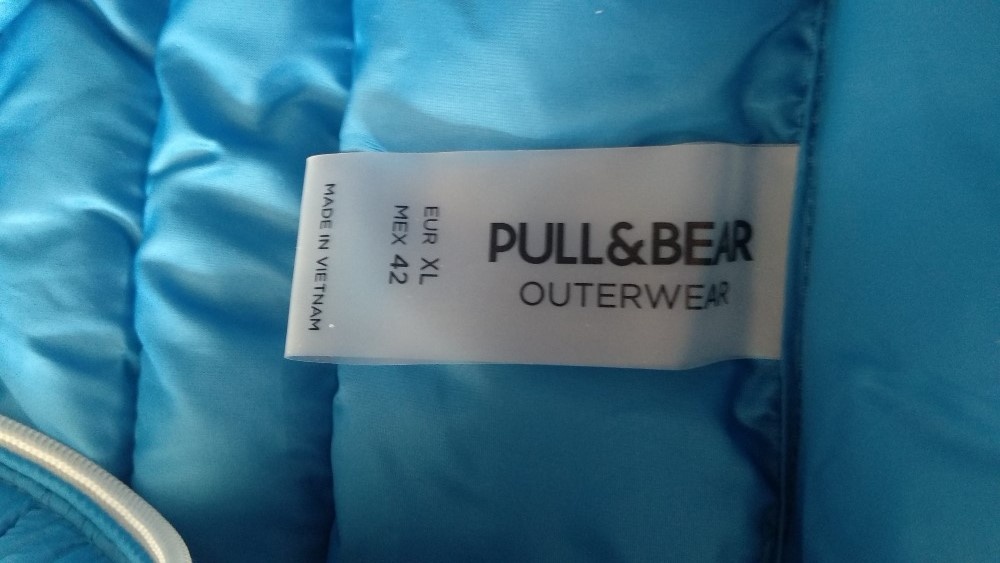 PULL&BEAR
OUTERWEAR
EUR XL
MEX 42
MADE IN VIETNAM